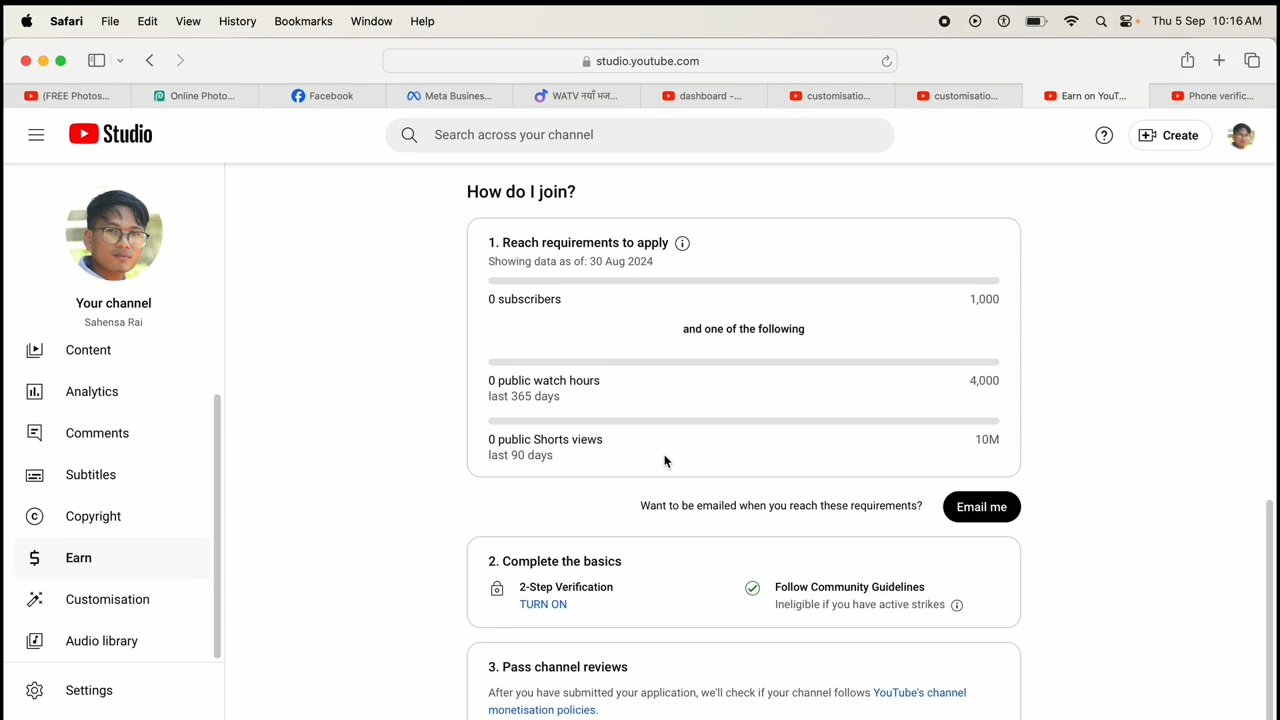 Safari File Edit View History Bookmarks Window Help Thu 5 Sep 10:16 AM
studio.youtube.com
(FREE Photos... Online Photo... Facebook Meta Busines... WATV नयाँ भज... dashboard -... customisatio... customisatio... Earn on YouT... Phone verific...
Studio Search across your channel ? Create
Your channel
Sahensa Rai
Content
Analytics
Comments
Subtitles
Copyright
Earn
Customisation
Audio library
Settings
How do I join?
1. Reach requirements to apply
Showing data as of: 30 Aug 2024
0 subscribers 1,000
and one of the following
0 public watch hours 4,000
last 365 days
0 public Shorts views 10M
last 90 days
Want to be emailed when you reach these requirements? Email me
2. Complete the basics
2-Step Verification Follow Community Guidelines
TURN ON Ineligible if you have active strikes
3. Pass channel reviews
After you have submitted your application, we'll check if your channel follows YouTube's channel
monetisation policies.